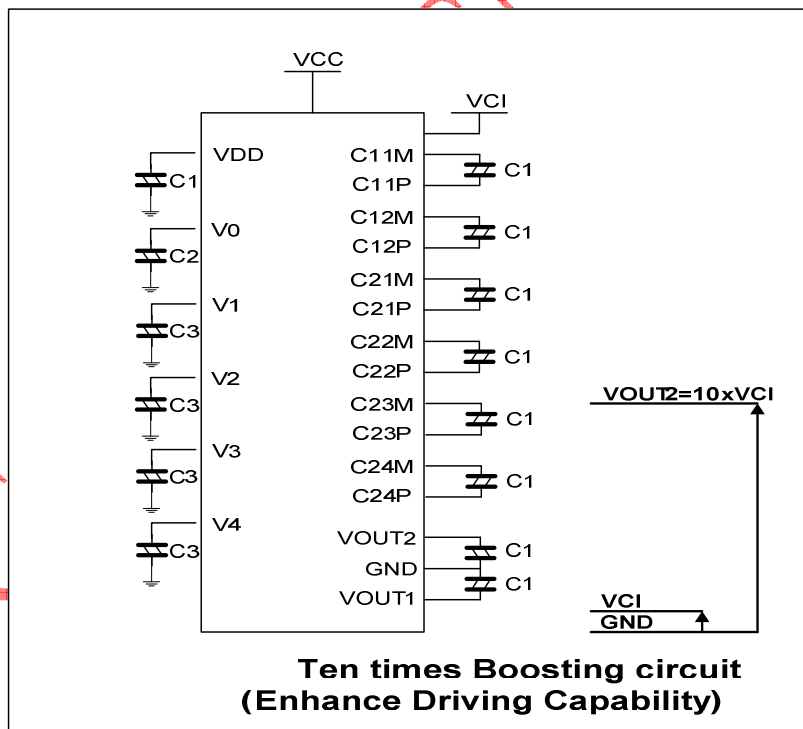 VCC
VCI
VDD
C1
V0
C2
V1
C3
V2
C3
V3
C3
V4
C3
C11M
C11P
C1
C12M
C12P
C1
C21M
C21P
C1
C22M
C22P
C1
C23M
C23P
C1
C24M
C24P
C1
VOUT2
GND
VOUT1
C1
C1
VOUT2=10xVCI
VCI
GND
Ten times Boosting circuit
(Enhance Driving Capability)